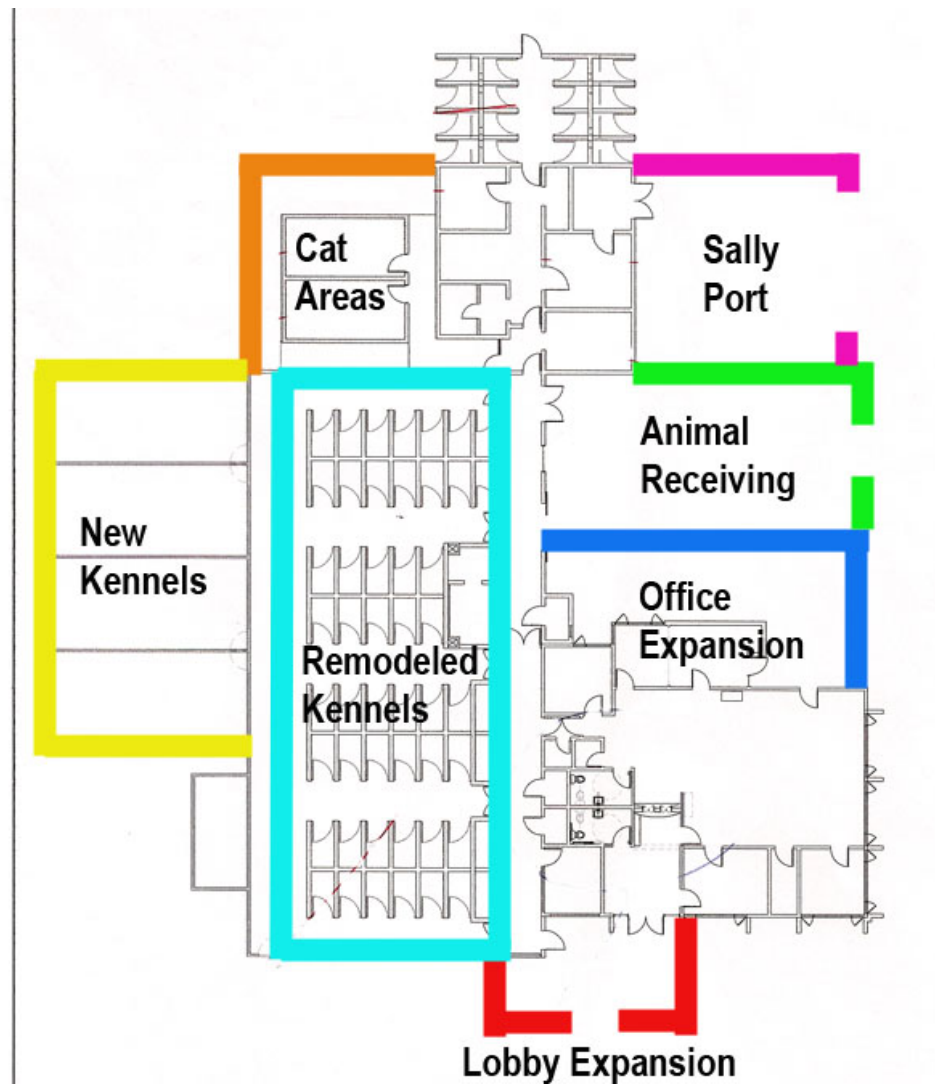 Cat
Areas
Sally
Port
Animal
Receiving
New
Kennels
Office
Expansion
Remodeled
Kennels
Lobby Expansion